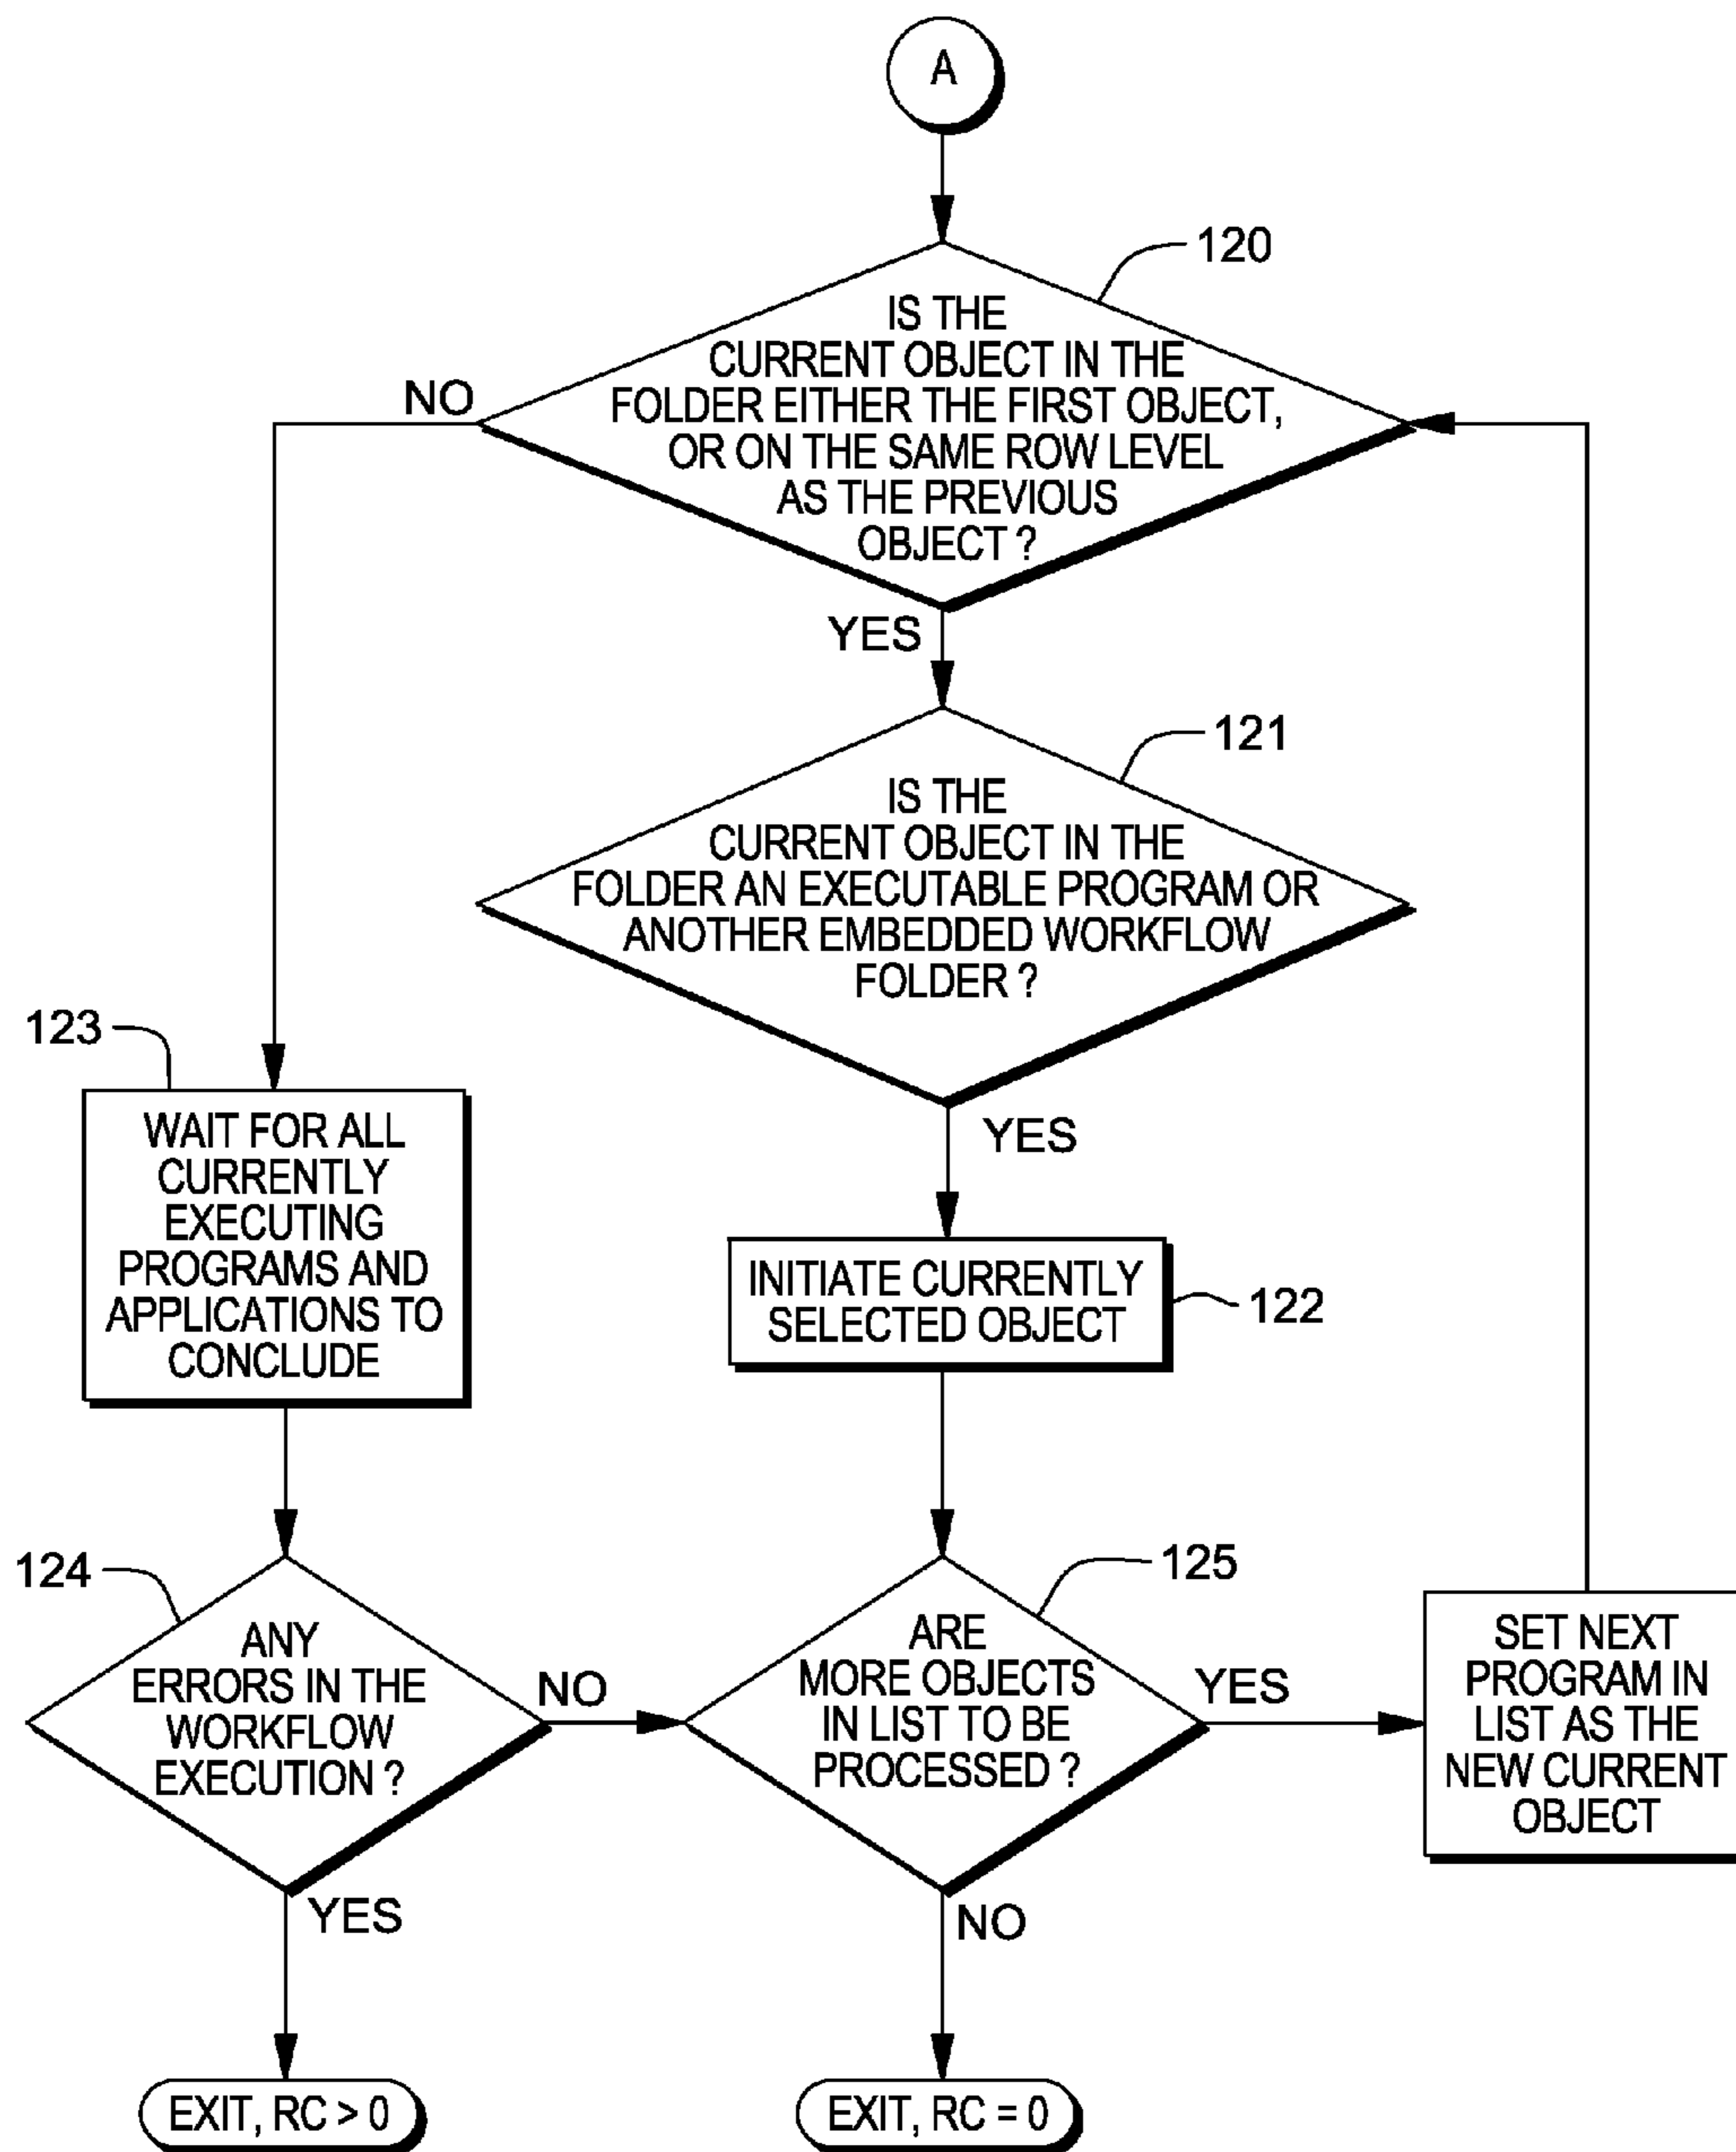 A
120
IS THE
CURRENT OBJECT IN THE
FOLDER EITHER THE FIRST OBJECT,
OR ON THE SAME ROW LEVEL
AS THE PREVIOUS
OBJECT ?
NO
YES
121
IS THE
CURRENT OBJECT IN THE
FOLDER AN EXECUTABLE PROGRAM OR
ANOTHER EMBEDDED WORKFLOW
FOLDER ?
YES
123
WAIT FOR ALL
CURRENTLY
EXECUTING
PROGRAMS AND
APPLICATIONS TO
CONCLUDE
INITIATE CURRENTLY
SELECTED OBJECT
122
124
ANY
ERRORS IN THE
WORKFLOW
EXECUTION ?
NO
YES
125
ARE
MORE OBJECTS
IN LIST TO BE
PROCESSED ?
YES
NO
SET NEXT
PROGRAM IN
LIST AS THE
NEW CURRENT
OBJECT
EXIT, RC > 0
EXIT, RC = 0